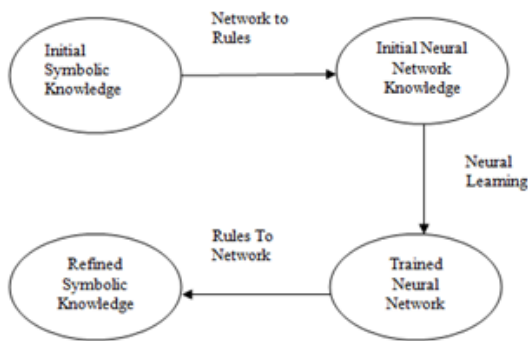 Network to
Rules
Initial
Symbolic
Knowledge
Initial Neural
Network
Knowledge
Neural
Learning
Rules To
Network
Refined
Symbolic
Knowledge
Trained
Neural
Network